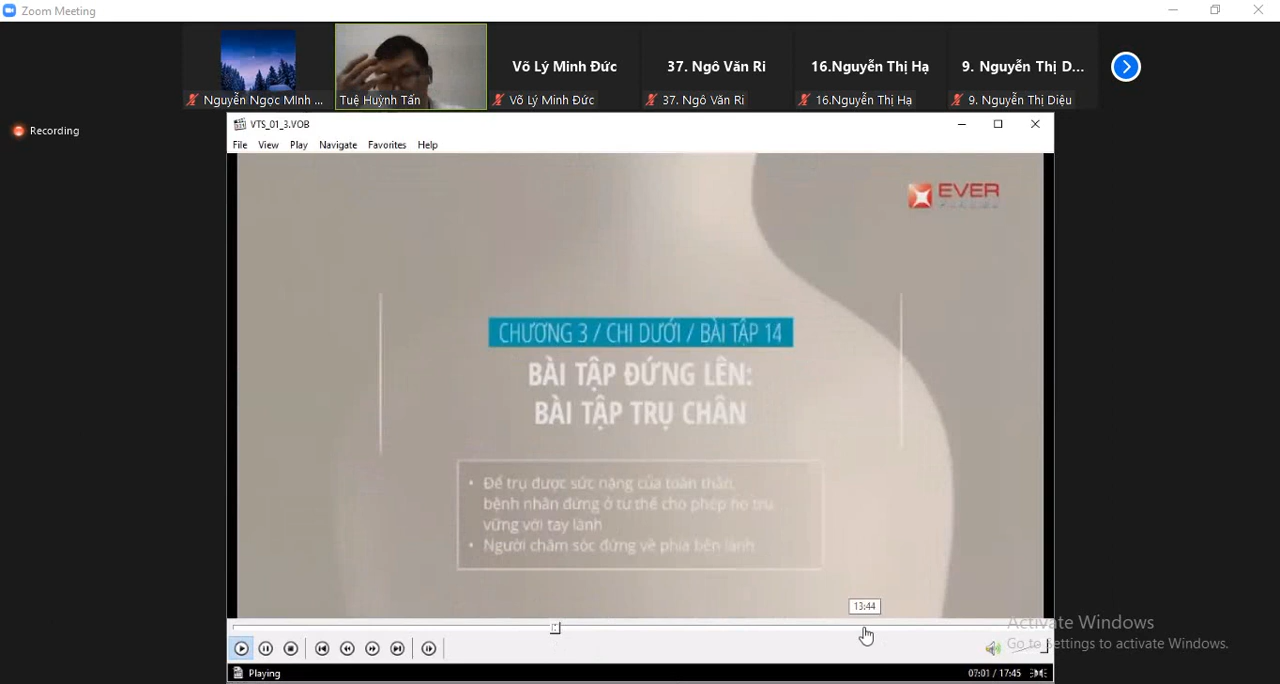 Zoom Meeting
Võ Lý Minh Đức
37. Ngô Văn Ri
16.Nguyễn Thị Hạ
9. Nguyễn Thị D...
Nguyễn Ngọc MInh ...
Tuệ Huỳnh Tấn
Võ Lý Minh Đức
37. Ngô Văn Ri
16.Nguyễn Thị Hạ
9. Nguyễn Thị Diệu
Recording
VTS_01_3.VOB
File View Play Navigate Favorites Help
EVER
CHƯƠNG 3 / CHI DƯỚI / BÀI TẬP 14
BÀI TẬP ĐỨNG LÊN:
BÀI TẬP TRỤ CHÂN
• Để trụ được sức nặng của toàn thân,
bệnh nhân đứng ở tư thế cho phép họ trụ
vững với tay lành
• Người chăm sóc đứng về phía bên lành
13:44
Activate Windows
Go to Settings to activate Windows.
Playing
07:01 / 17:45